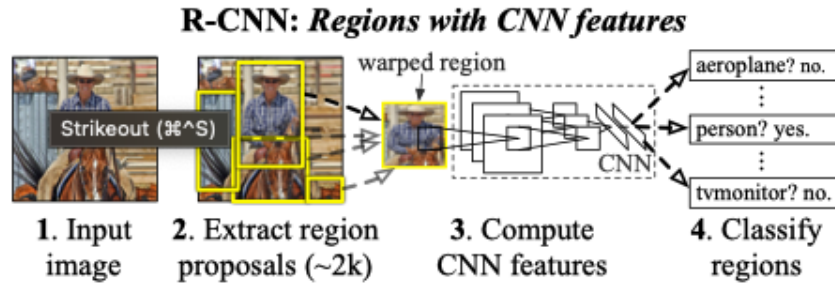 R-CNN: Regions with CNN features
warped region
Strikeout (⌘^S)
CNN
aeroplane? no.
⋮
person? yes.
⋮
tvmonitor? no.
1. Input
image
2. Extract region
proposals (~2k)
3. Compute
CNN features
4. Classify
regions